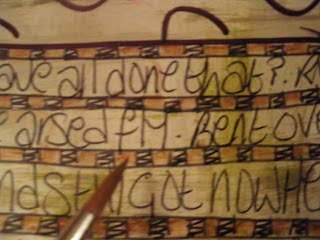 ave all done that?. K
arsed fM. Bent ove
nd still Got nowHe